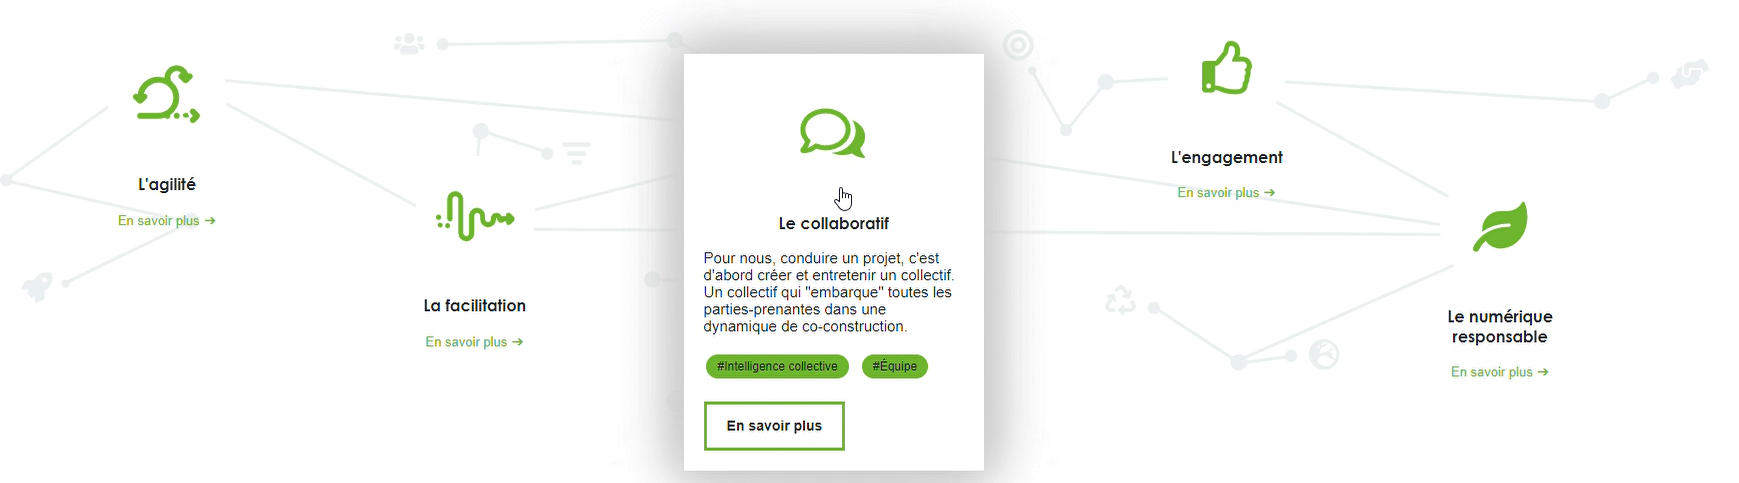 L'agilité
En savoir plus ➔
La facilitation
En savoir plus ➔
Le collaboratif
Pour nous, conduire un projet, c'est
d'abord créer et entretenir un collectif.
Un collectif qui "embarque" toutes les
parties-prenantes dans une
dynamique de co-construction.
#Intelligence collective #Équipe
En savoir plus
L'engagement
En savoir plus ➔
Le numérique
responsable
En savoir plus ➔